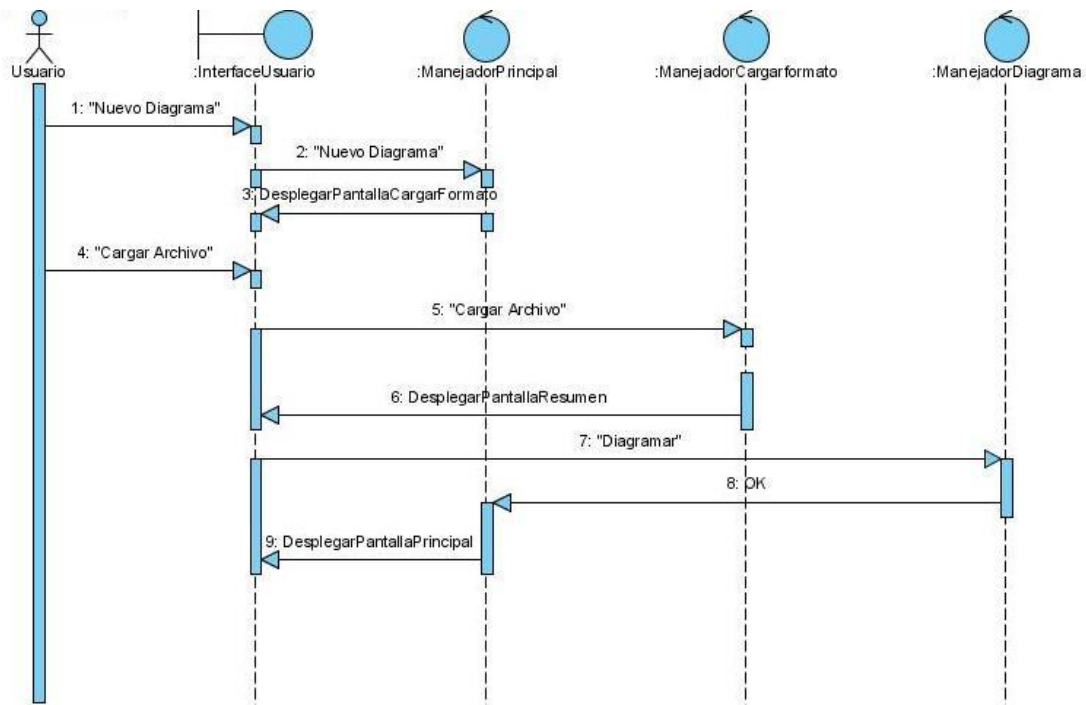 Usuario
:InterfaceUsuario
:ManejadorPrincipal
:ManejadorCargarformato
:ManejadorDiagrama
1: "Nuevo Diagrama"
2: "Nuevo Diagrama"
3: DesplegarPantallaCargarFormato
4: "Cargar Archivo"
5: "Cargar Archivo"
6: DesplegarPantallaResumen
7: "Diagramar"
8: OK
9: DesplegarPantallaPrincipal